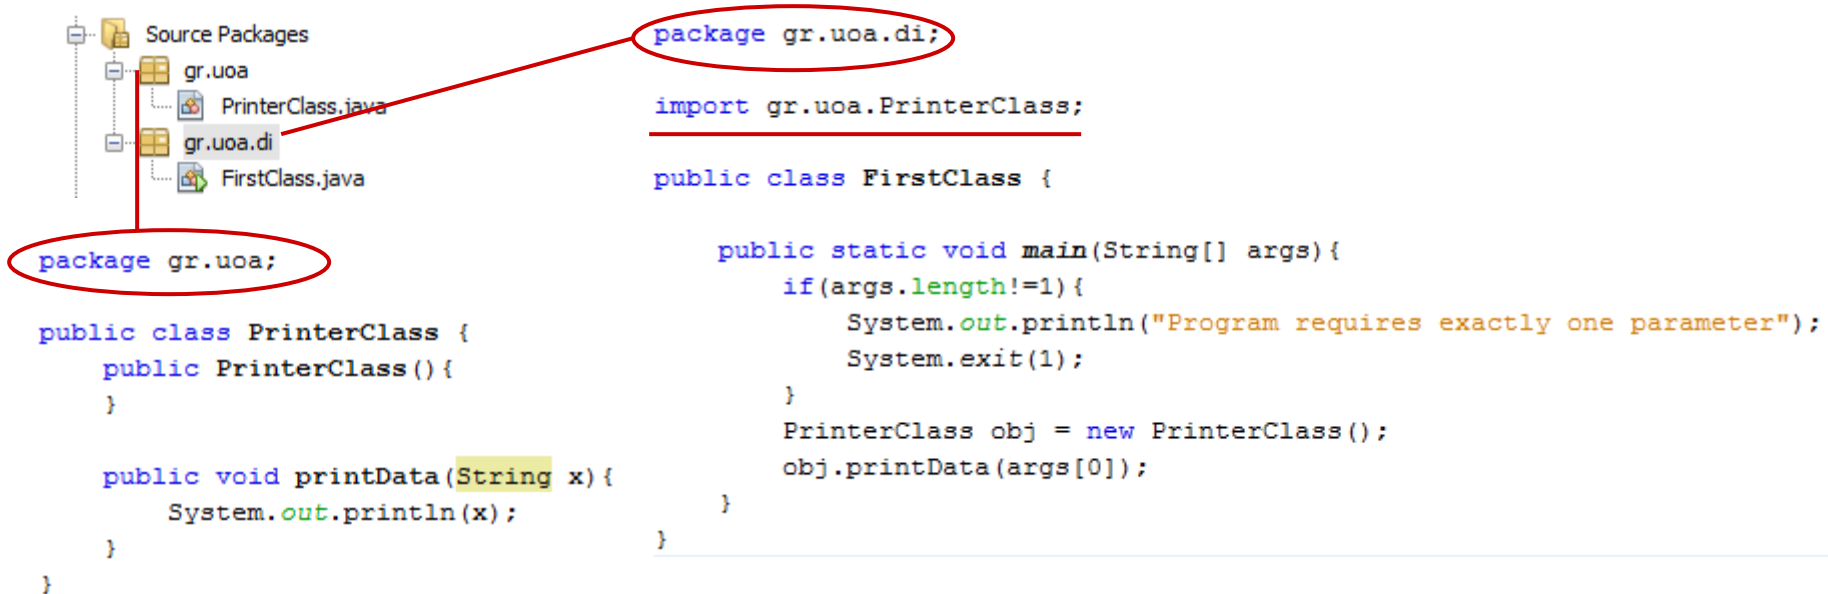 Source Packages
gr.uoa
PrinterClass.java
gr.uoa.di
FirstClass.java
package gr.uoa;
public class PrinterClass {
public PrinterClass(){
}
public void printData(String x){
System.out.println(x);
}
}
package gr.uoa.di;
import gr.uoa.PrinterClass;
public class FirstClass {
public static void main(String[] args){
if(args.length!=1){
System.out.println("Program requires exactly one parameter");
System.exit(1);
}
PrinterClass obj = new PrinterClass();
obj.printData(args[0]);
}
}